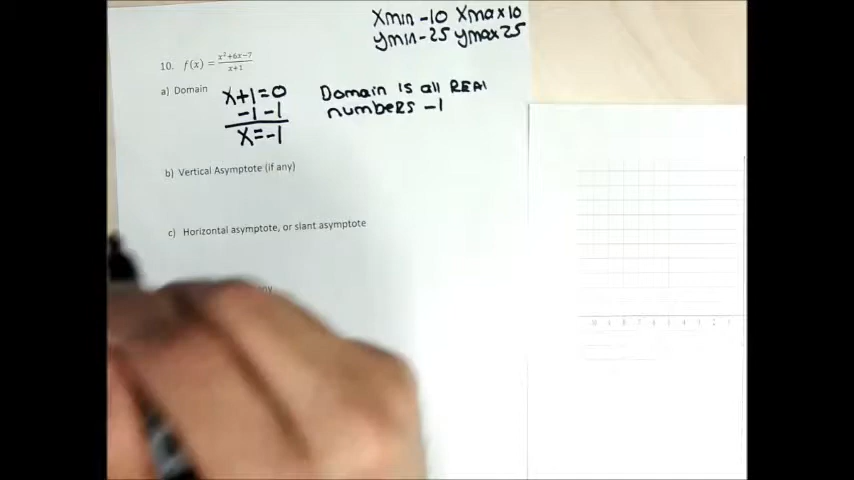 Xmin -10 Xmax 10
ymin -25 ymax 25
10. f(x) = x²+6x-7 / x+1
a) Domain
x+1=0
-1 -1
x=-1
Domain is all REAl
numbers -1
b) Vertical Asymptote (if any)
c) Horizontal asymptote, or slant asymptote